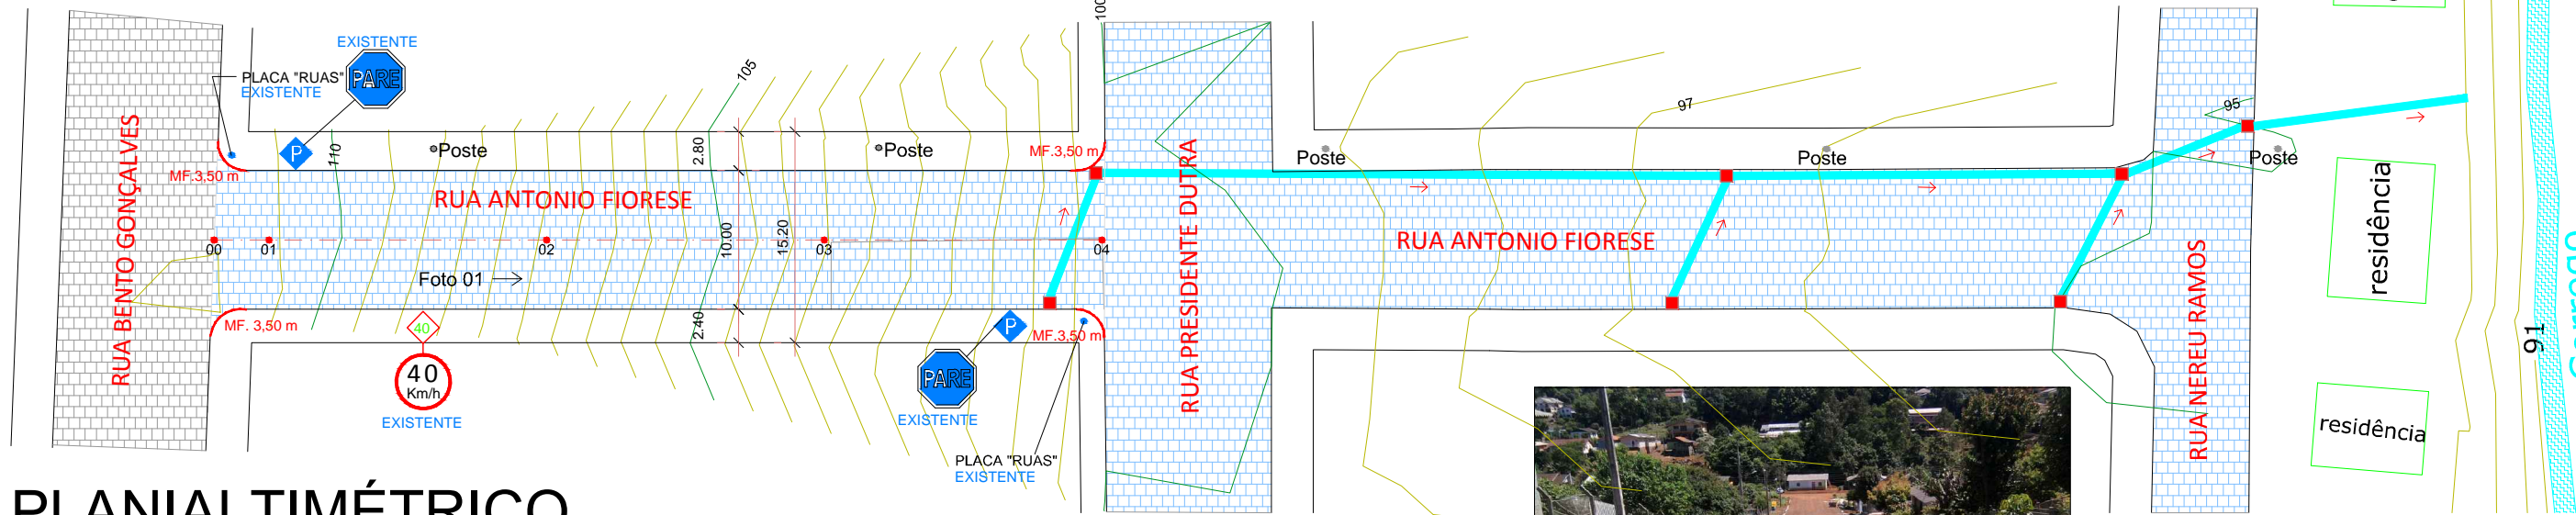 EXISTENTE
PARE
PLACA "RUAS"
EXISTENTE
P
MF.3,50 m
RUA BENTO GONÇALVES
110
Poste
105
2.80
Poste
MF.3,50 m
100
RUA ANTONIO FIORESE
00
01
02
03
04
10.00
15.20
Foto 01
MF. 3,50 m
40
40
Km/h
EXISTENTE
2.40
P
MF.3,50 m
PARE
EXISTENTE
PLACA "RUAS"
EXISTENTE
RUA PRESIDENTE DUTRA
Poste
97
Poste
RUA ANTONIO FIORESE
95
Poste
RUA NEREU RAMOS
residência
residência
91
PLANIALTIMÉTRICO